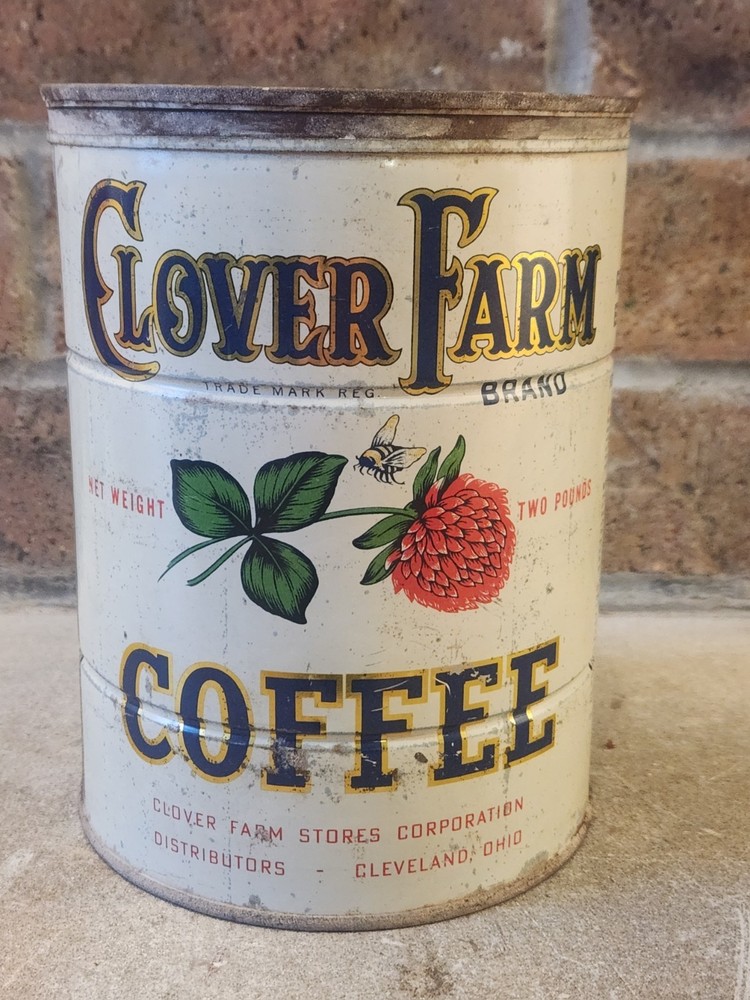 CLOVER FARM
TRADE MARK REG. BRAND
NET WEIGHT TWO POUNDS
COFFEE
CLOVER FARM STORES CORPORATION
DISTRIBUTORS - CLEVELAND, OHIO